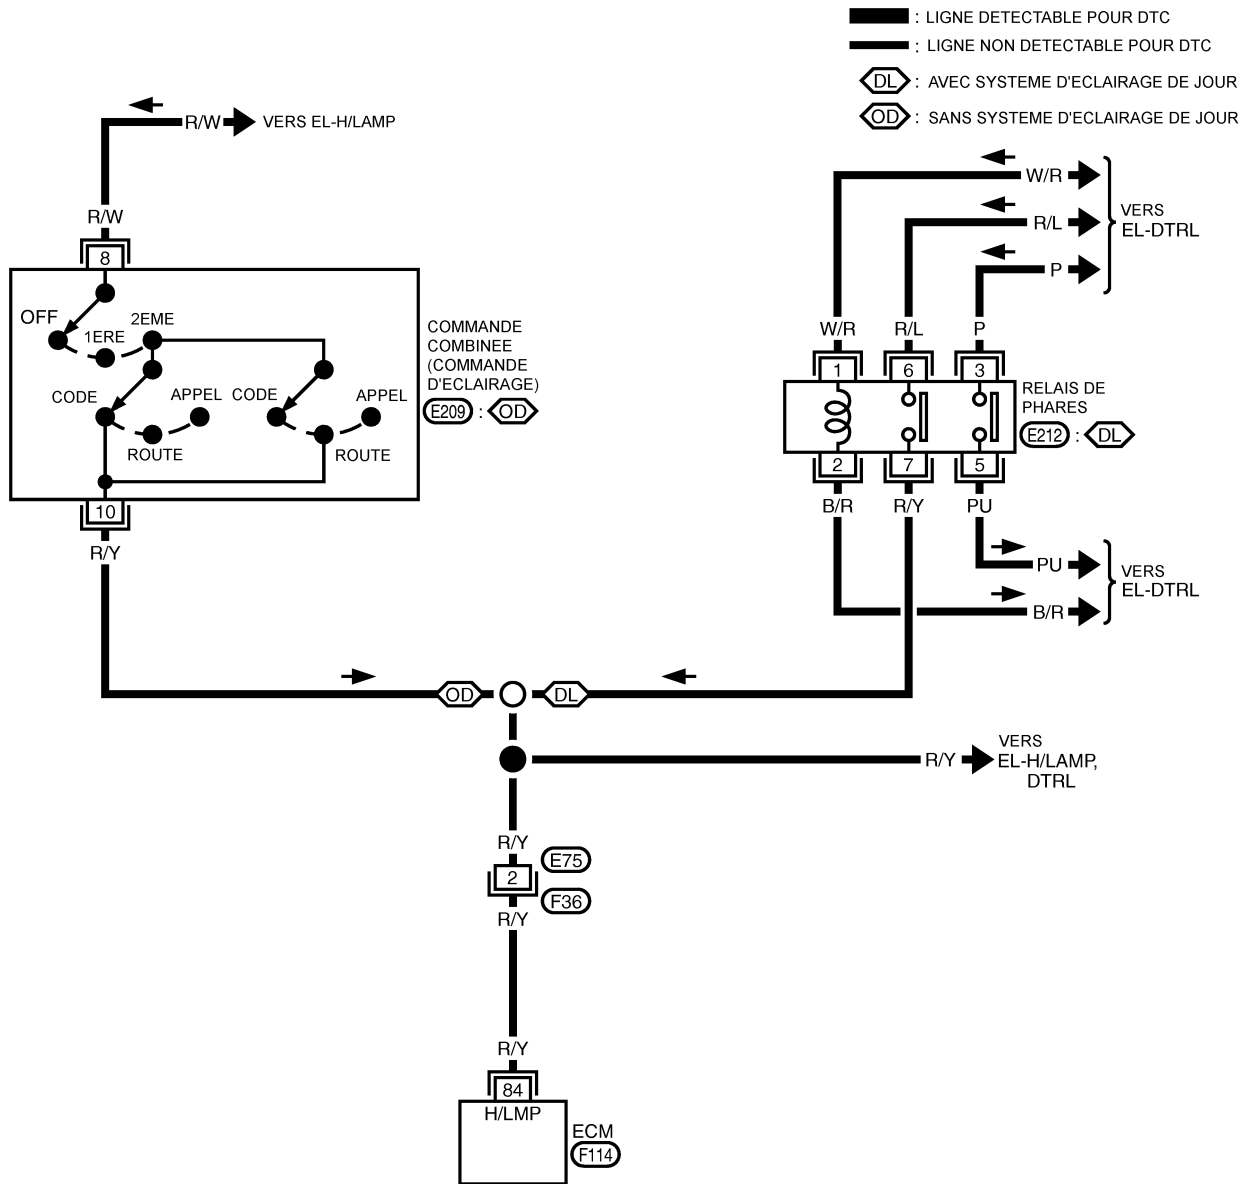 : LIGNE DETECTABLE POUR DTC
: LIGNE NON DETECTABLE POUR DTC
DL : AVEC SYSTEME D'ECLAIRAGE DE JOUR
OD : SANS SYSTEME D'ECLAIRAGE DE JOUR
R/W VERS EL-H/LAMP
R/W
8
OFF
1ERE
2EME
CODE
APPEL
ROUTE
CODE
APPEL
ROUTE
COMMANDE
COMBINEE
(COMMANDE
D'ECLAIRAGE)
E209 : OD
10
R/Y
W/R
R/L
P
VERS
EL-DTRL
W/R R/L P
1 6 3
RELAIS DE
PHARES
E212 : DL
2 7 5
B/R R/Y PU
PU
B/R
VERS
EL-DTRL
OD DL
R/Y
VERS
EL-H/LAMP,
DTRL
R/Y
E75
2
F36
R/Y
R/Y
84
H/LMP
ECM
F114